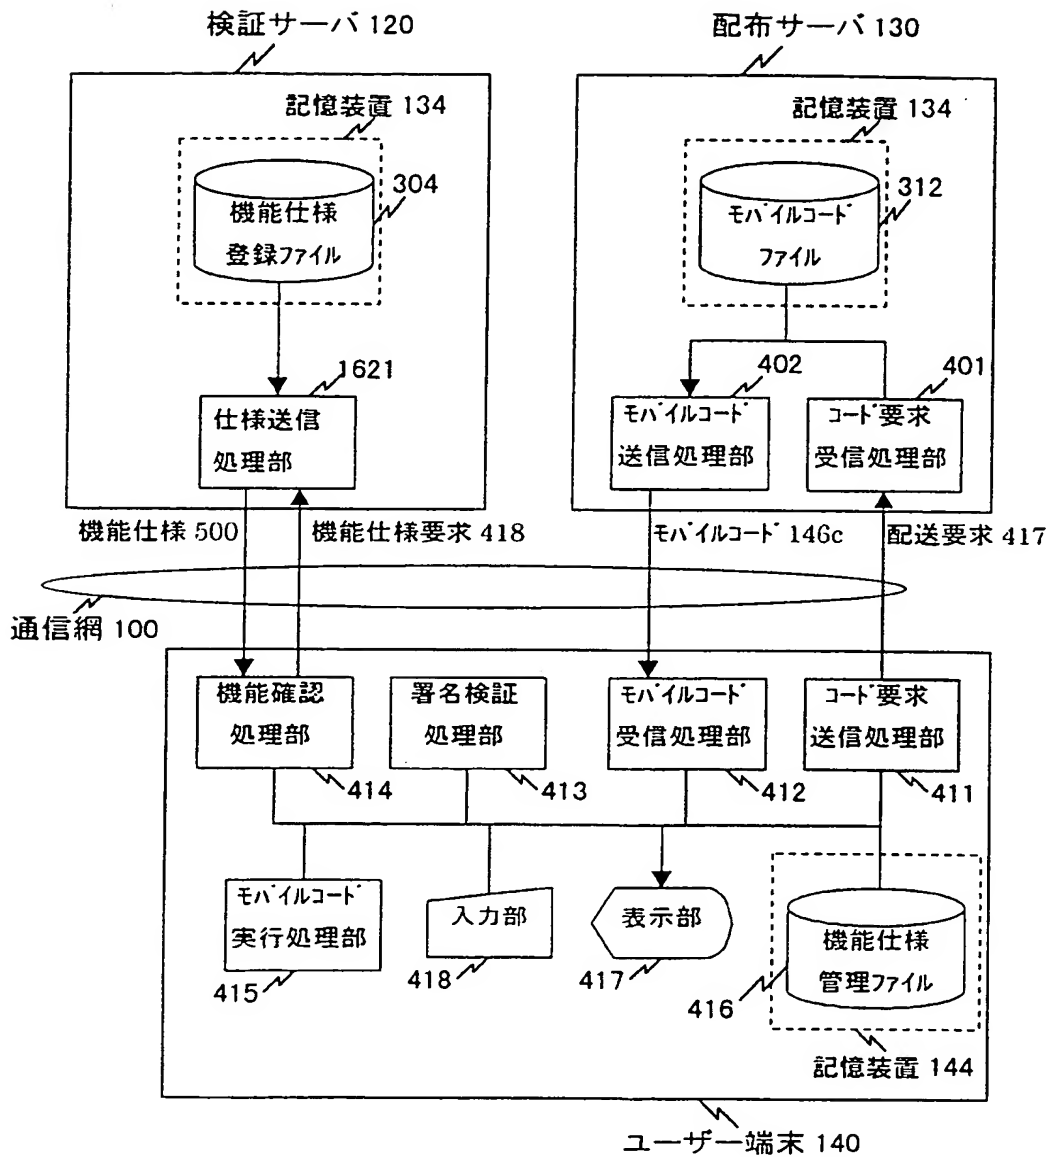 検証サーバ 120
配布サーバ 130
記憶装置 134
記憶装置 134
304
312
機能仕様
登録ファイル
モバイルコード
ファイル
1621
402
401
仕様送信
処理部
モバイルコード
送信処理部
コード要求
受信処理部
機能仕様 500
機能仕様要求 418
モバイルコード 146c
配送要求 417
通信網 100
機能確認
処理部
署名検証
処理部
モバイルコード
受信処理部
コード要求
送信処理部
414
413
412
411
モバイルコード
実行処理部
入力部
表示部
機能仕様
管理ファイル
415
418
417
416
記憶装置 144
ユーザー端末 140